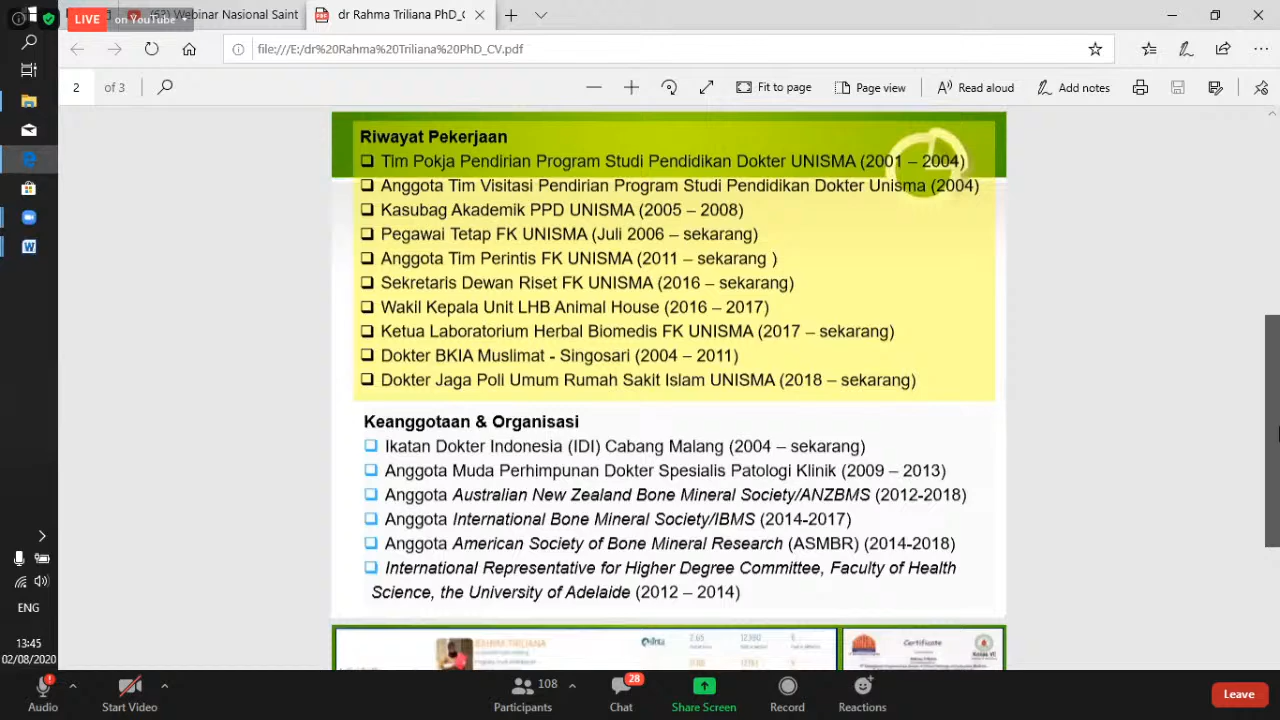 LIVE on YouTube
(52) Webinar Nasional Saint
dr Rahma Triliana PhD_C
file:///E:/dr%20Rahma%20Triliana%20PhD_CV.pdf
2 of 3
Fit to page
Page view
Read aloud
Add notes
Riwayat Pekerjaan
Tim Pokja Pendirian Program Studi Pendidikan Dokter UNISMA (2001 – 2004)
Anggota Tim Visitasi Pendirian Program Studi Pendidikan Dokter Unisma (2004)
Kasubag Akademik PPD UNISMA (2005 – 2008)
Pegawai Tetap FK UNISMA (Juli 2006 – sekarang)
Anggota Tim Perintis FK UNISMA (2011 – sekarang )
Sekretaris Dewan Riset FK UNISMA (2016 – sekarang)
Wakil Kepala Unit LHB Animal House (2016 – 2017)
Ketua Laboratorium Herbal Biomedis FK UNISMA (2017 – sekarang)
Dokter BKIA Muslimat - Singosari (2004 – 2011)
Dokter Jaga Poli Umum Rumah Sakit Islam UNISMA (2018 – sekarang)
Keanggotaan & Organisasi
Ikatan Dokter Indonesia (IDI) Cabang Malang (2004 – sekarang)
Anggota Muda Perhimpunan Dokter Spesialis Patologi Klinik (2009 – 2013)
Anggota Australian New Zealand Bone Mineral Society/ANZBMS (2012-2018)
Anggota International Bone Mineral Society/IBMS (2014-2017)
Anggota American Society of Bone Mineral Research (ASMBR) (2014-2018)
International Representative for Higher Degree Committee, Faculty of Health
Science, the University of Adelaide (2012 – 2014)
Certificate
ENG
13:45
02/08/2020
Audio
Start Video
108
Participants
28
Chat
Share Screen
Record
Reactions
Leave